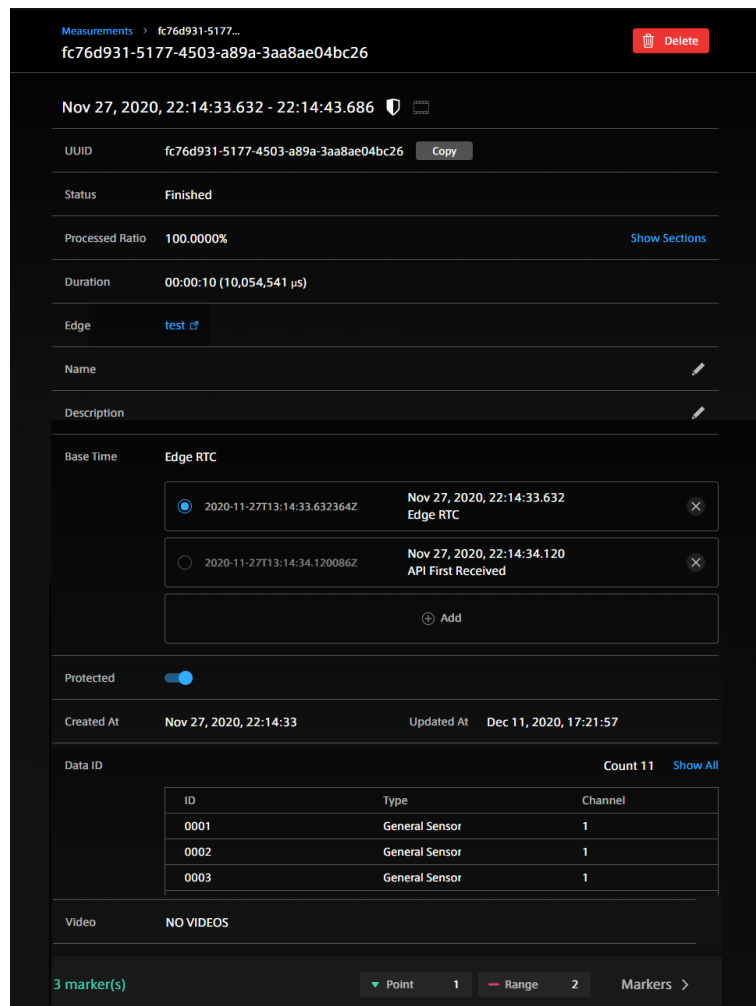 Measurements > fc76d931-5177...
fc76d931-5177-4503-a89a-3aa8ae04bc26
Delete
Nov 27, 2020, 22:14:33.632 - 22:14:43.686
UUID fc76d931-5177-4503-a89a-3aa8ae04bc26 Copy
Status Finished
Processed Ratio 100.0000% Show Sections
Duration 00:00:10 (10,054,541 μs)
Edge test
Name
Description
Base Time Edge RTC
2020-11-27T13:14:33.632364Z Nov 27, 2020, 22:14:33.632
Edge RTC
2020-11-27T13:14:34.120086Z Nov 27, 2020, 22:14:34.120
API First Received
Add
Protected
Created At Nov 27, 2020, 22:14:33 Updated At Dec 11, 2020, 17:21:57
Data ID Count 11 Show All
ID Type Channel
0001 General Sensor 1
0002 General Sensor 1
0003 General Sensor 1
Video NO VIDEOS
3 marker(s) Point 1 Range 2 Markers >